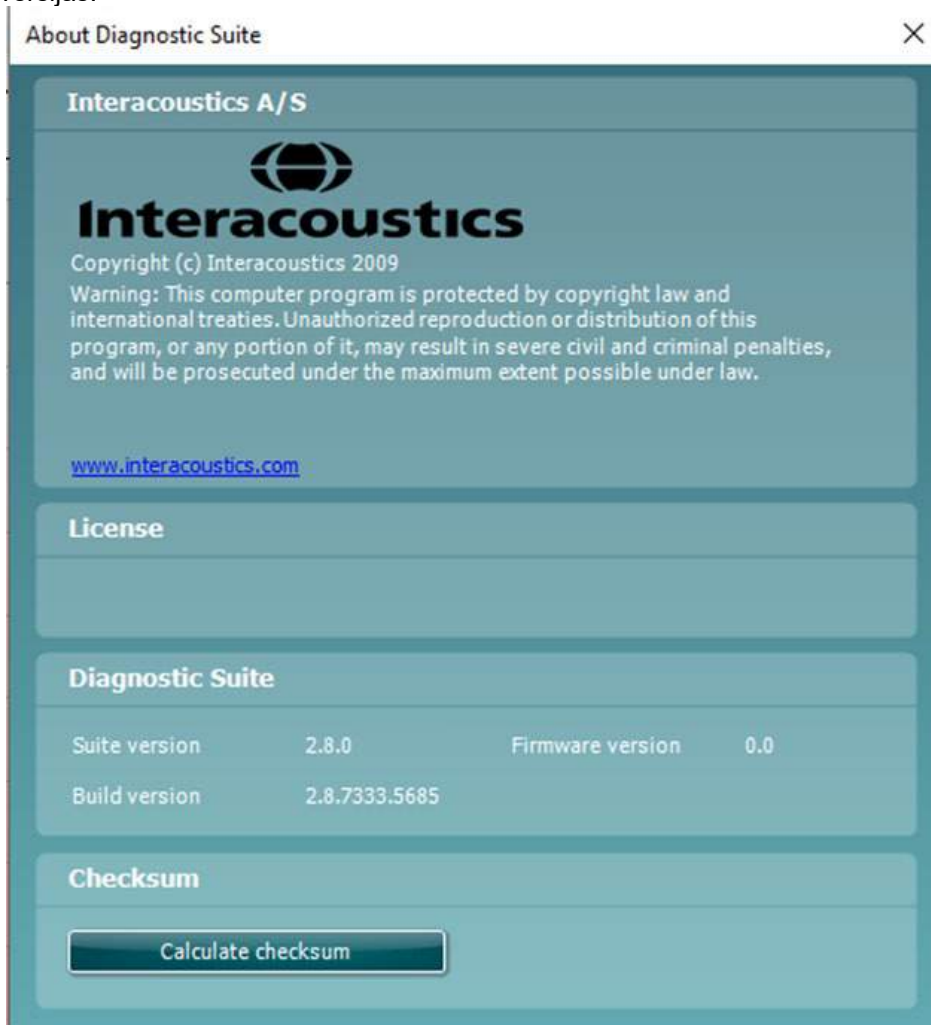 About Diagnostic Suite
Interacoustics A/S
Interacoustics
Copyright (c) Interacoustics 2009
Warning: This computer program is protected by copyright law and
international treaties. Unauthorized reproduction or distribution of this
program, or any portion of it, may result in severe civil and criminal penalties,
and will be prosecuted under the maximum extent possible under law.
www.interacoustics.com
License
Diagnostic Suite
Suite version 2.8.0 Firmware version 0.0
Build version 2.8.7333.5685
Checksum
Calculate checksum